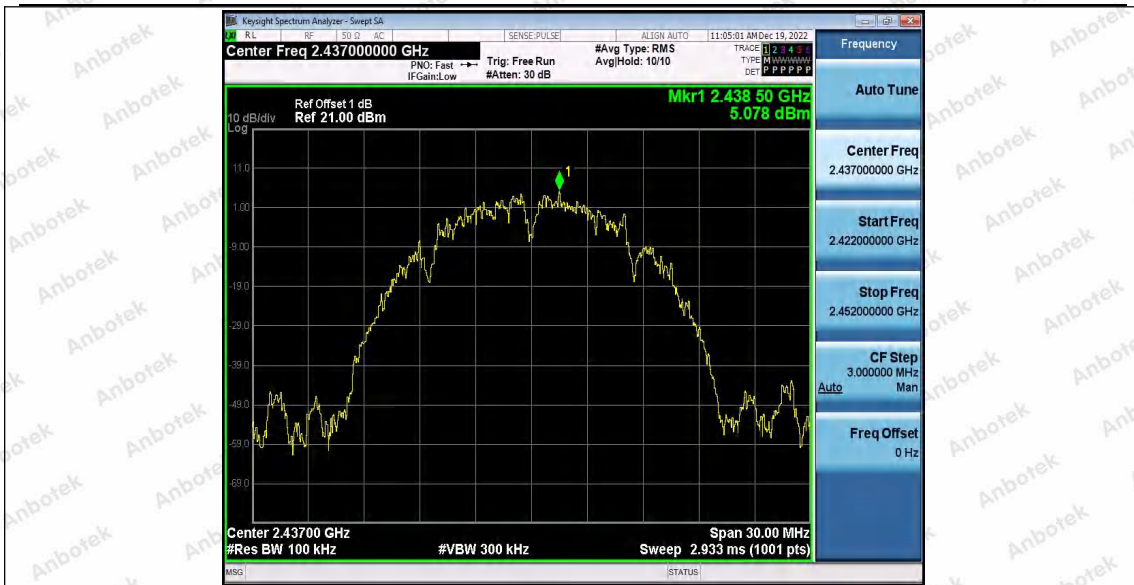 Keysight Spectrum Analyzer - Swept SA
LXI RL RF 50 Ω AC SENSE:PULSE ALIGN AUTO 11:05:01 AM Dec 19, 2022
Center Freq 2.437000000 GHz
PNO: Fast
IFGain:Low
Trig: Free Run
#Atten: 30 dB
#Avg Type: RMS
Avg|Hold: 10/10
TRACE 1 2 3 4 5 6
TYPE M WWWWW
DET P P P P P P
Frequency
Auto Tune
Center Freq
2.437000000 GHz
Start Freq
2.422000000 GHz
Stop Freq
2.452000000 GHz
CF Step
3.000000 MHz
Auto Man
Freq Offset
0 Hz
Mkr1 2.438 50 GHz
5.078 dBm
Ref Offset 1 dB
10 dB/div Ref 21.00 dBm
Log
1
11.0
1.00
-9.00
-19.0
-29.0
-39.0
-49.0
-59.0
-69.0
Center 2.43700 GHz Span 30.00 MHz
#Res BW 100 kHz #VBW 300 kHz Sweep 2.933 ms (1001 pts)
MSG STATUS
Anbotek